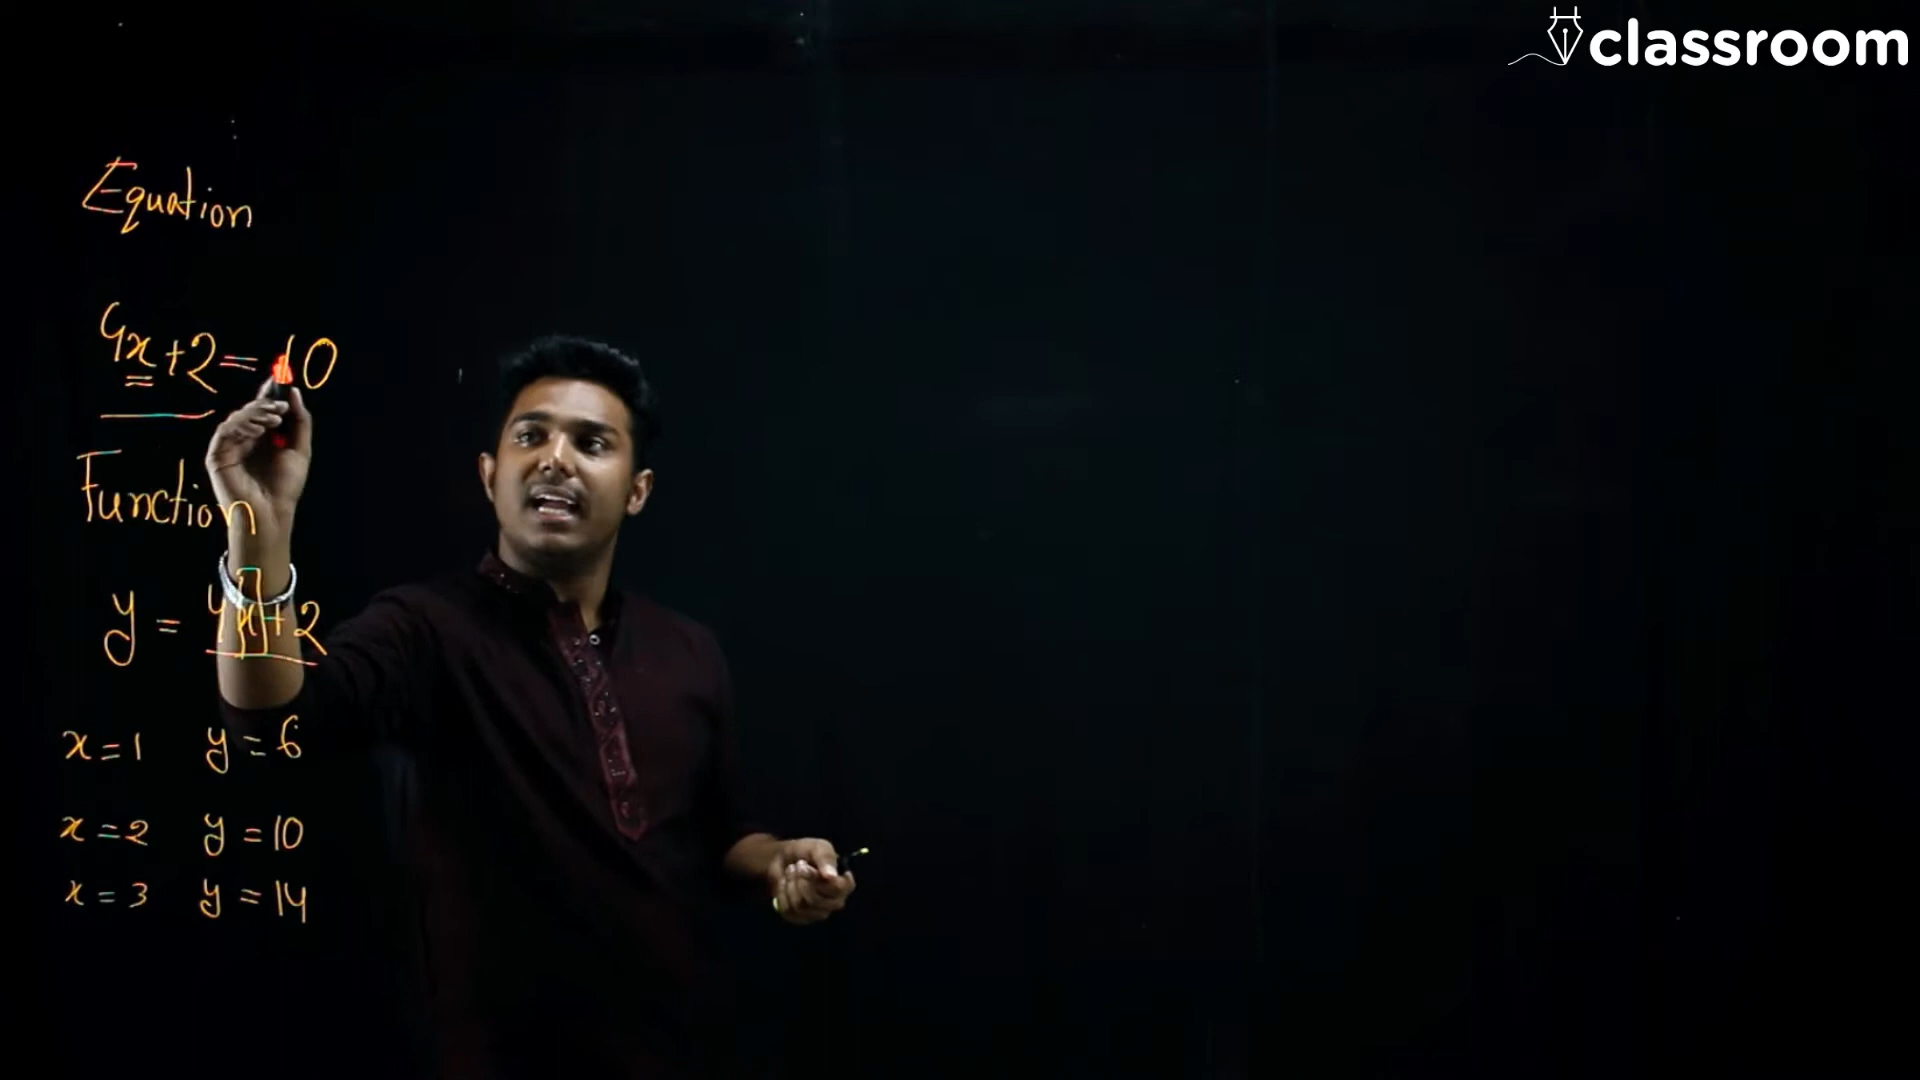 classroom
Equation
4x+2=10
Function
y = 4x+2
x=1 y=6
x=2 y=10
x=3 y=14